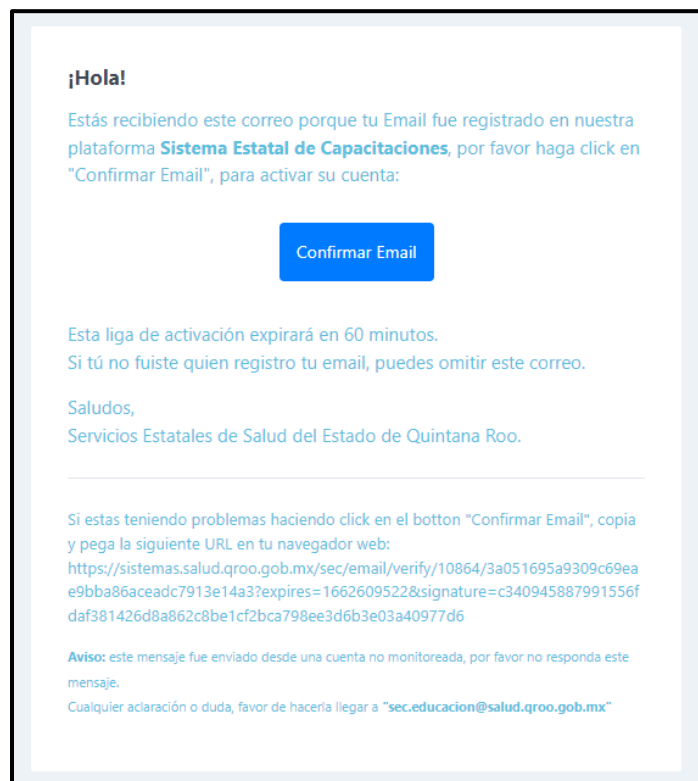 ¡Hola!
Estás recibiendo este correo porque tu Email fue registrado en nuestra
plataforma Sistema Estatal de Capacitaciones, por favor haga click en
"Confirmar Email", para activar su cuenta:
Confirmar Email
Esta liga de activación expirará en 60 minutos.
Si tú no fuiste quien registro tu email, puedes omitir este correo.
Saludos,
Servicios Estatales de Salud del Estado de Quintana Roo.
Si estas teniendo problemas haciendo click en el botton "Confirmar Email", copia
y pega la siguiente URL en tu navegador web:
https://sistemas.salud.qroo.gob.mx/sec/email/verify/10864/3a051695a9309c69ea
e9bba86aceadc7913e14a3?expires=1662609522&signature=c340945887991556f
daf381426d8a862c8be1cf2bca798ee3d6b3e03a40977d6
Aviso: este mensaje fue enviado desde una cuenta no monitoreada, por favor no responda este
mensaje.
Cualquier aclaración o duda, favor de hacerla llegar a "sec.educacion@salud.qroo.gob.mx"